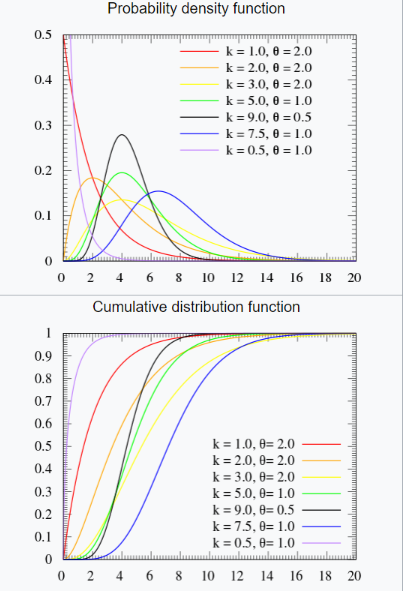 Probability density function
0.5
0.4
0.3
0.2
0.1
0
k = 1.0, θ = 2.0
k = 2.0, θ = 2.0
k = 3.0, θ = 2.0
k = 5.0, θ = 1.0
k = 9.0, θ = 0.5
k = 7.5, θ = 1.0
k = 0.5, θ = 1.0
0 2 4 6 8 10 12 14 16 18 20
Cumulative distribution function
1
0.9
0.8
0.7
0.6
0.5
0.4
0.3
0.2
0.1
0
k = 1.0, θ= 2.0
k = 2.0, θ= 2.0
k = 3.0, θ= 2.0
k = 5.0, θ= 1.0
k = 9.0, θ= 0.5
k = 7.5, θ= 1.0
k = 0.5, θ= 1.0
0 2 4 6 8 10 12 14 16 18 20